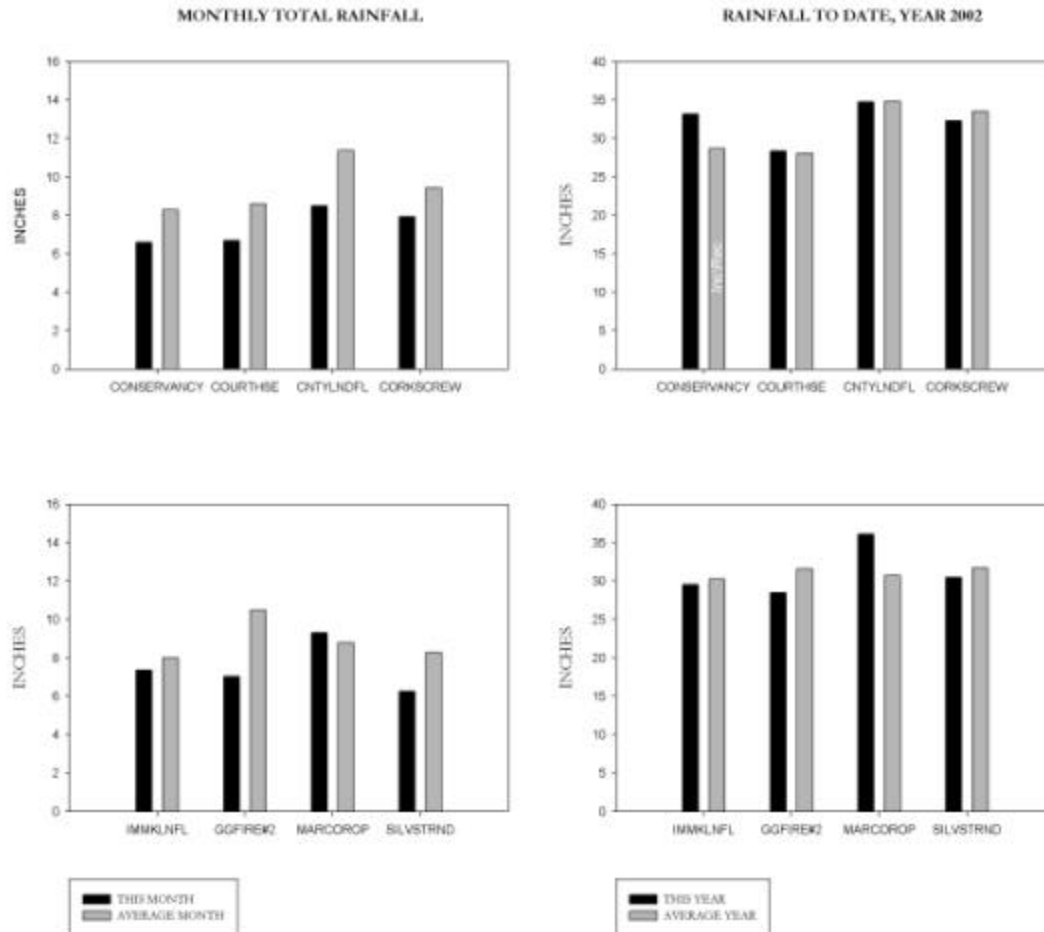 MONTHLY TOTAL RAINFALL
RAINFALL TO DATE, YEAR 2002
16
14
12
10
8
6
4
2
0
INCHES
CONSERVANCY COURTHSE CNTYLNDFL CORKSCREW
40
35
30
25
20
15
10
5
0
INCHES
Inches
CONSERVANCY COURTHSE CNTYLNDFL CORKSCREW
16
14
12
10
8
6
4
2
0
INCHES
IMMKLNFL GGFIRE#2 MARCOROP SILVSTRND
40
35
30
25
20
15
10
5
0
INCHES
IMMKLNFL GGFIRE#2 MARCOROP SILVSTRND
THIS MONTH
AVERAGE MONTH
THIS YEAR
AVERAGE YEAR